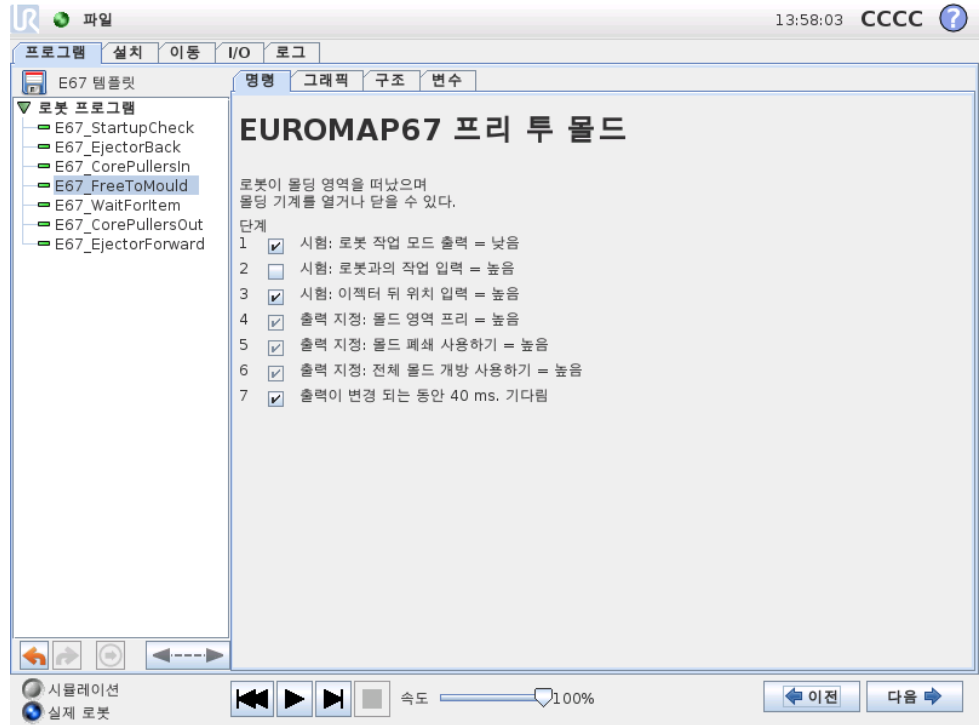 UR 파일 13:58:03 CCCC ?
프로그램 설치 이동 I/O 로그
E67 템플릿
로봇 프로그램
E67_StartupCheck
E67_EjectorBack
E67_CorePullersIn
E67_FreeToMould
E67_WaitForItem
E67_CorePullersOut
E67_EjectorForward
명령 그래픽 구조 변수
EUROMAP67 프리 투 몰드
로봇이 몰딩 영역을 떠났으며
몰딩 기계를 열거나 닫을 수 있다.
단계
1 시험: 로봇 작업 모드 출력 = 낮음
2 시험: 로봇과의 작업 입력 = 높음
3 시험: 이젝터 뒤 위치 입력 = 높음
4 출력 지정: 몰드 영역 프리 = 높음
5 출력 지정: 몰드 폐쇄 사용하기 = 높음
6 출력 지정: 전체 몰드 개방 사용하기 = 높음
7 출력이 변경 되는 동안 40 ms. 기다림
시뮬레이션
실제 로봇
속도 100%
이전 다음